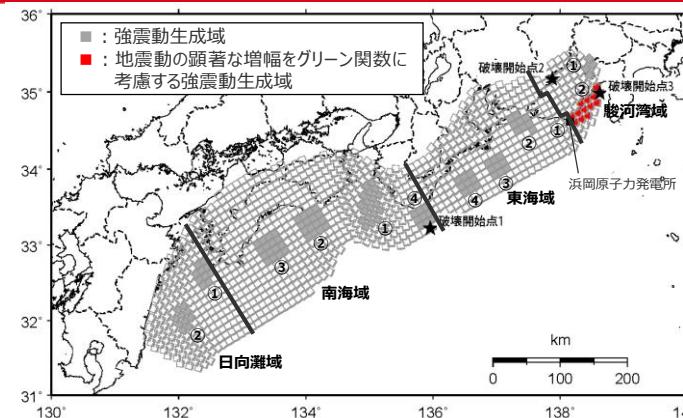 ■ : 強震動生成域
■ : 地震動の顕著な増幅をグリーン関数に
考慮する強震動生成域
破壊開始点2
①
②
破壊開始点3
駿河湾域
②
①
浜岡原子力発電所
③
④
東海域
④
破壊開始点1
①
②
③
南海域
①
②
日向灘域
km
0 100 200
35°
34°
33°
32°
31°
130° 132° 134° 136° 138°